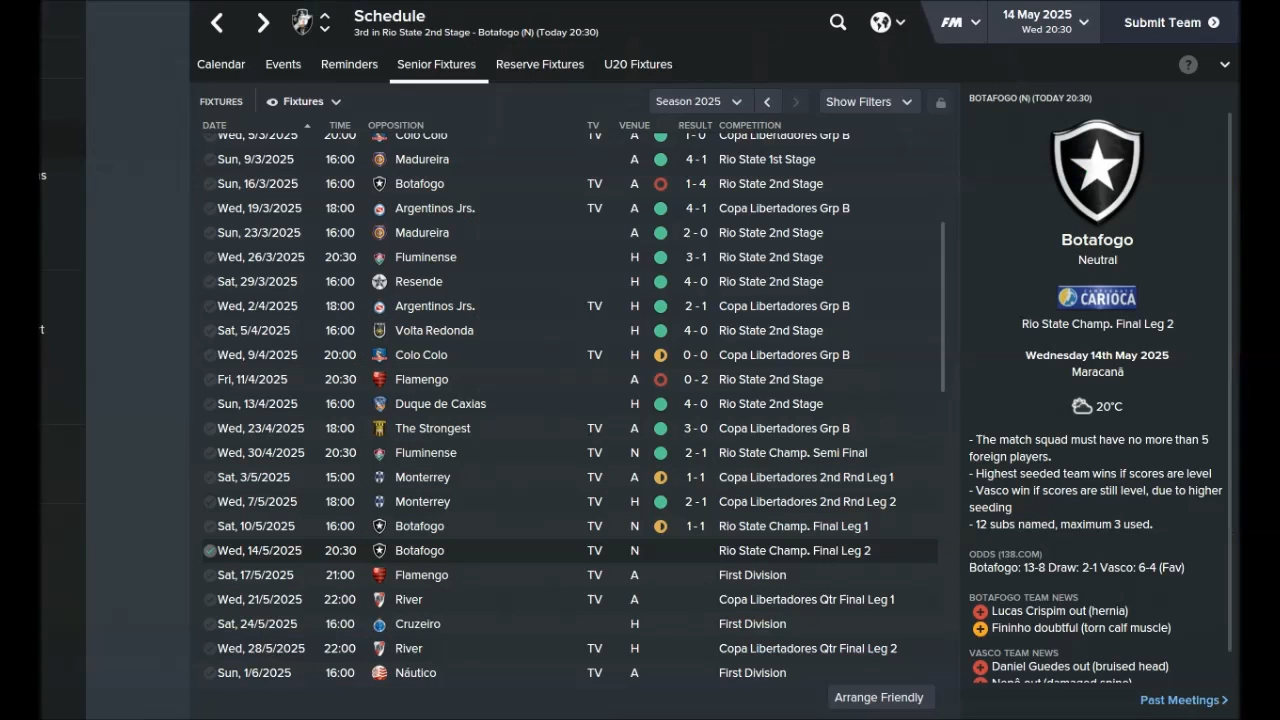 Schedule
3rd in Rio State 2nd Stage - Botafogo (N) (Today 20:30)
FM
14 May 2025
Wed 20:30
Submit Team
Calendar Events Reminders Senior Fixtures Reserve Fixtures U20 Fixtures
?
FIXTURES Fixtures Season 2025 Show Filters
DATE TIME OPPOSITION TV VENUE RESULT COMPETITION
Wed, 5/3/2025 20:00 Colo Colo TV A 1-0 Copa Libertadores Grp B
Sun, 9/3/2025 16:00 Madureira A 4-1 Rio State 1st Stage
Sun, 16/3/2025 16:00 Botafogo TV A 1-4 Rio State 2nd Stage
Wed, 19/3/2025 18:00 Argentinos Jrs. TV A 4-1 Copa Libertadores Grp B
Sun, 23/3/2025 16:00 Madureira A 2-0 Rio State 2nd Stage
Wed, 26/3/2025 20:30 Fluminense H 3-1 Rio State 2nd Stage
Sat, 29/3/2025 16:00 Resende H 4-0 Rio State 2nd Stage
Wed, 2/4/2025 18:00 Argentinos Jrs. TV H 2-1 Copa Libertadores Grp B
Sat, 5/4/2025 16:00 Volta Redonda H 4-0 Rio State 2nd Stage
Wed, 9/4/2025 20:00 Colo Colo TV H 0-0 Copa Libertadores Grp B
Fri, 11/4/2025 20:30 Flamengo A 0-2 Rio State 2nd Stage
Sun, 13/4/2025 16:00 Duque de Caxias H 4-0 Rio State 2nd Stage
Wed, 23/4/2025 18:00 The Strongest TV A 3-0 Copa Libertadores Grp B
Wed, 30/4/2025 20:30 Fluminense TV N 2-1 Rio State Champ. Semi Final
Sat, 3/5/2025 15:00 Monterrey TV A 1-1 Copa Libertadores 2nd Rnd Leg 1
Wed, 7/5/2025 18:00 Monterrey TV H 2-1 Copa Libertadores 2nd Rnd Leg 2
Sat, 10/5/2025 16:00 Botafogo TV N 1-1 Rio State Champ. Final Leg 1
Wed, 14/5/2025 20:30 Botafogo TV N Rio State Champ. Final Leg 2
Sat, 17/5/2025 21:00 Flamengo TV A First Division
Wed, 21/5/2025 22:00 River TV A Copa Libertadores Qtr Final Leg 1
Sat, 24/5/2025 16:00 Cruzeiro H First Division
Wed, 28/5/2025 22:00 River TV H Copa Libertadores Qtr Final Leg 2
Sun, 1/6/2025 16:00 Náutico TV A First Division
Arrange Friendly
BOTAFOGO (N) (TODAY 20:30)
Botafogo
Neutral
CARIOCA
Rio State Champ. Final Leg 2
Wednesday 14th May 2025
Maracanã
20°C
- The match squad must have no more than 5
foreign players.
- Highest seeded team wins if scores are level
- Vasco win if scores are still level, due to higher
seeding
- 12 subs named, maximum 3 used.
ODDS (138.COM)
Botafogo: 13-8 Draw: 2-1 Vasco: 6-4 (Fav)
BOTAFOGO TEAM NEWS
Lucas Crispim out (hernia)
Fininho doubtful (torn calf muscle)
VASCO TEAM NEWS
Daniel Guedes out (bruised head)
Nenê out (damaged spine)
Past Meetings